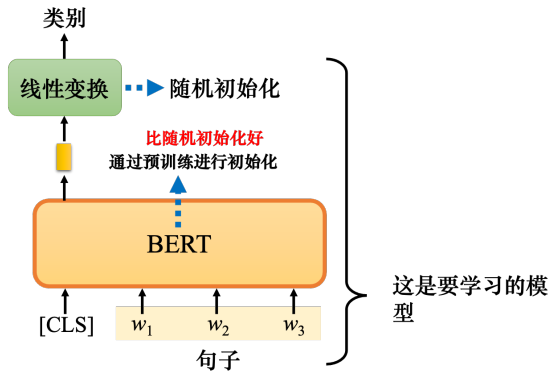 类别
线性变换
随机初始化
比随机初始化好
通过预训练进行初始化
BERT
这是要学习的模
型
[CLS]
w1
w2
w3
句子